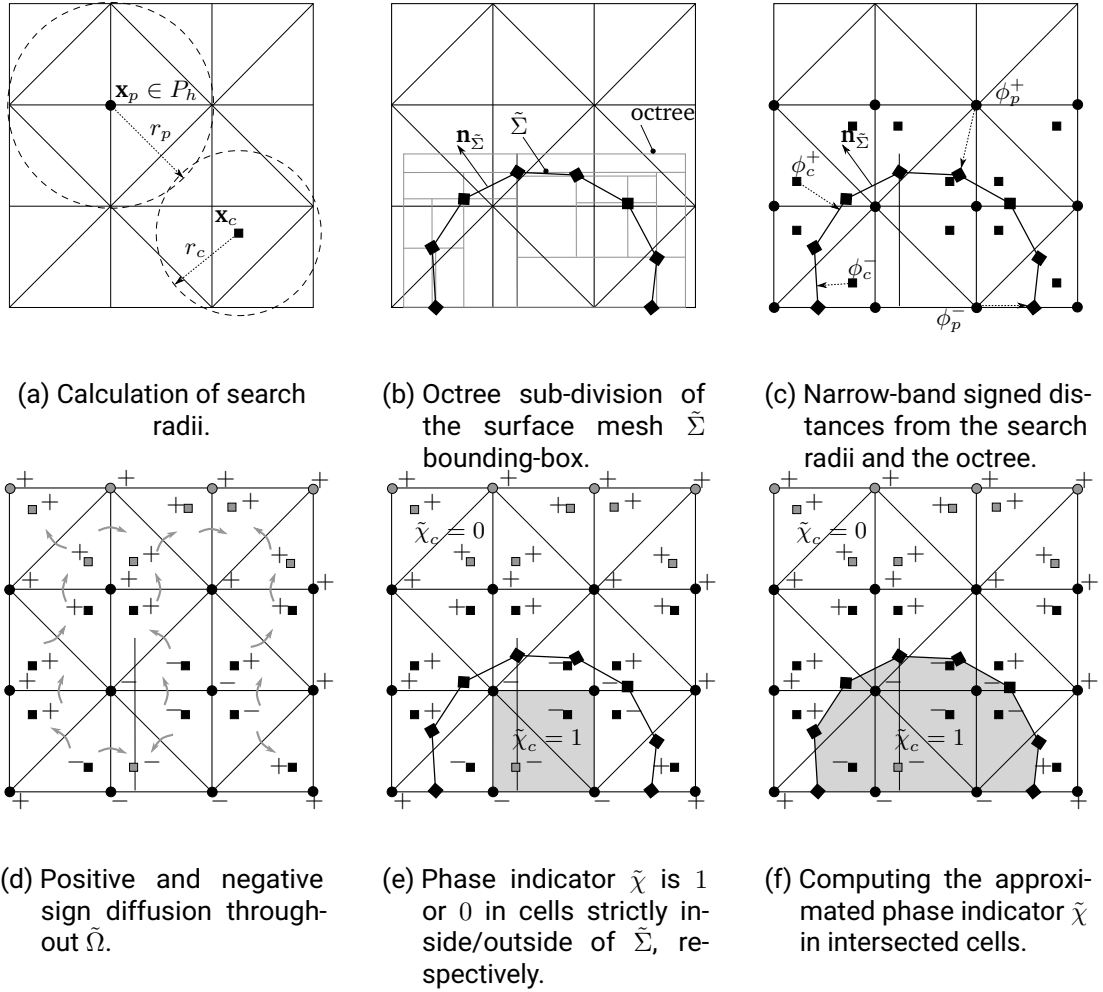 𝐱_p ∈ P_h
r_p
𝐱_c
r_c
octree
Σ̃
𝐧_Σ̃
ϕ_p^+
𝐧_Σ̃
ϕ_c^+
ϕ_c^-
ϕ_p^-
(a) Calculation of search
radii.
(b) Octree sub-division of
the surface mesh Σ̃
bounding-box.
(c) Narrow-band signed dis-
tances from the search
radii and the octree.
χ̃_c = 0
χ̃_c = 1
χ̃_c = 0
χ̃_c = 1
(d) Positive and negative
sign diffusion through-
out Ω̃.
(e) Phase indicator χ̃ is 1
or 0 in cells strictly in-
side/outside of Σ̃, re-
spectively.
(f) Computing the approxi-
mated phase indicator χ̃
in intersected cells.